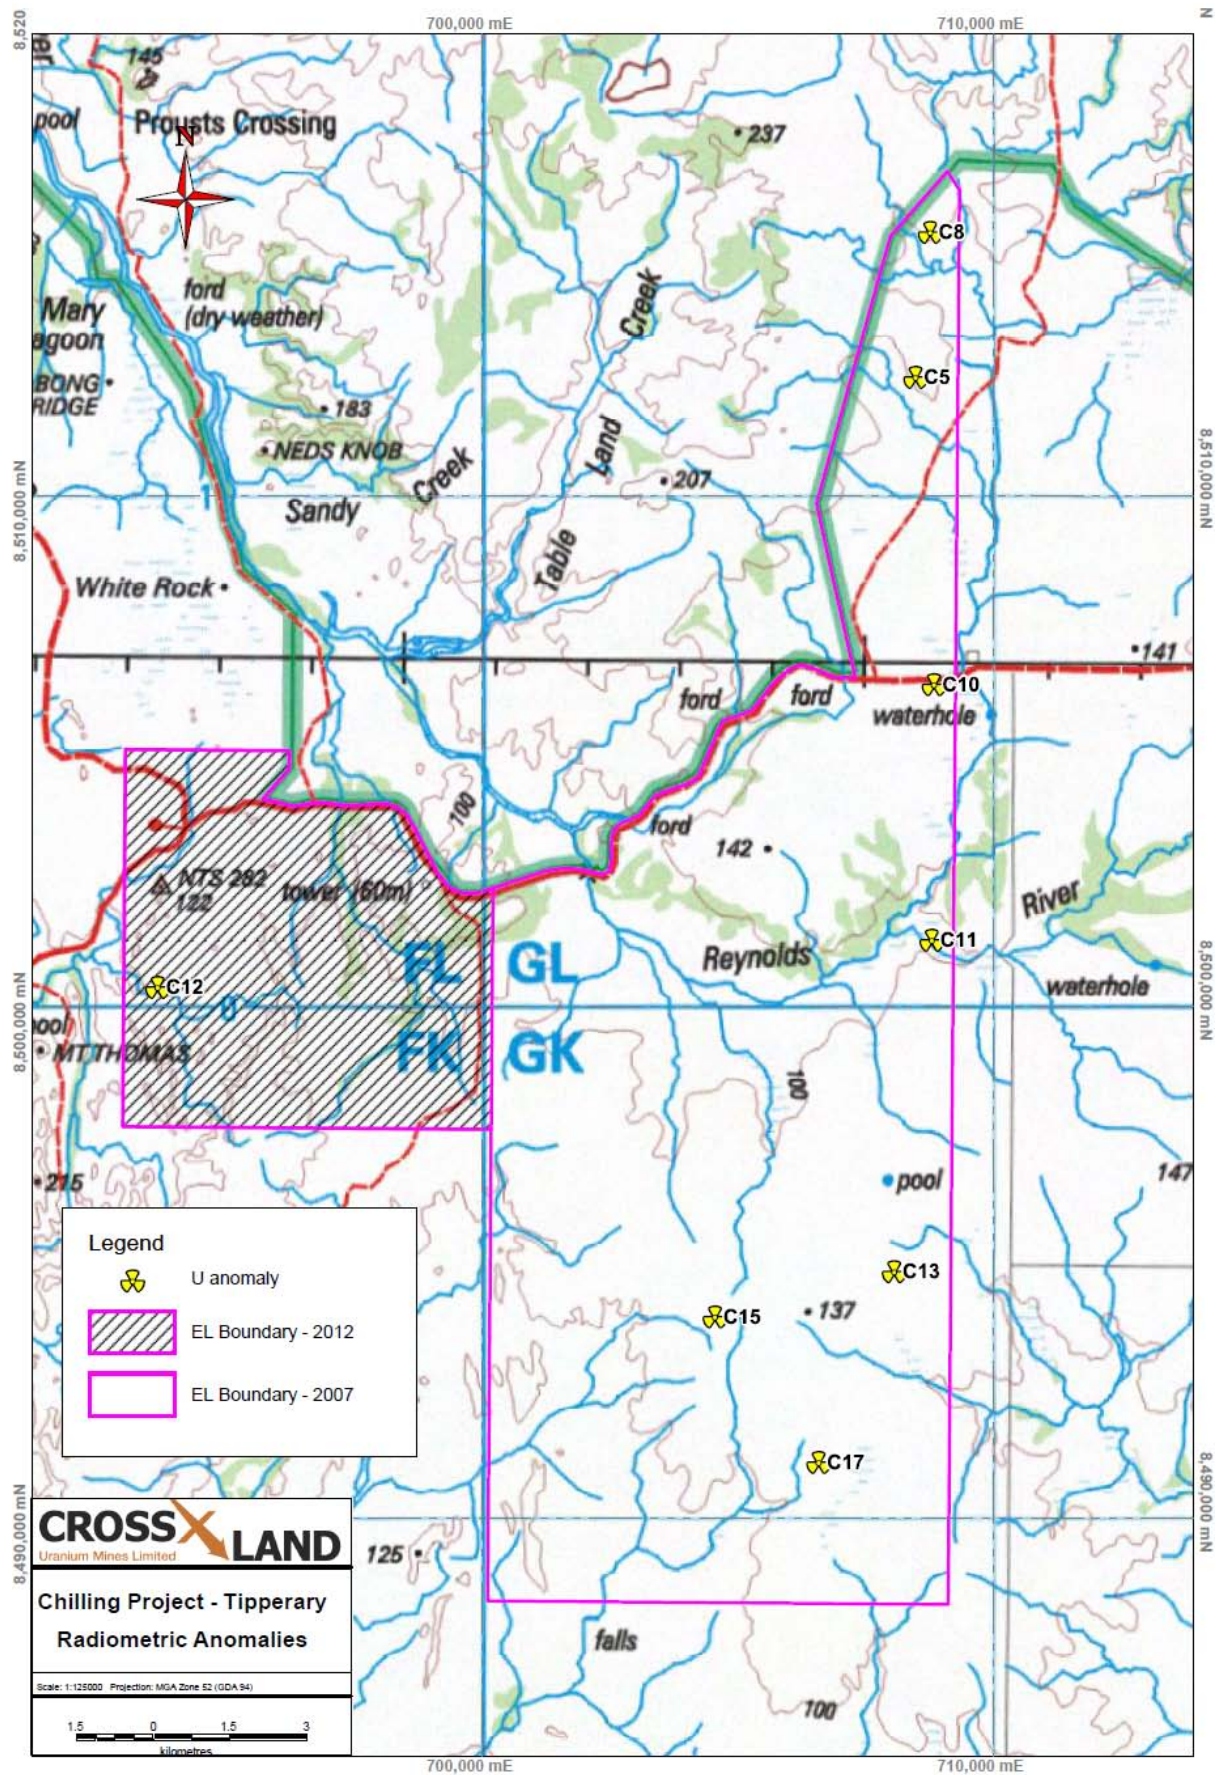 700,000 mE
710,000 mE
N
8,520
145
pool
Prousts Crossing
N
237
C8
ford
(dry weather)
Mary
agoon
Creek
C5
BONG
RIDGE
183
NEDS KNOB
Land
Creek
207
8,510,000 mN
8,510,000 mN
Sandy
Table
White Rock
141
ford
ford
C10
waterhole
100
ford
142
NTS 282
122
tower (60m)
River
C11
FL
GL
Reynolds
C12
waterhole
0
8,500,000 mN
8,500,000 mN
ool
MT THOMAS
FK
GK
100
215
pool
147
Legend
U anomaly
EL Boundary - 2012
EL Boundary - 2007
C13
C15
137
C17
8,490,000 mN
8,490,000 mN
CROSSXLAND
Uranium Mines Limited
125
Chilling Project - Tipperary
Radiometric Anomalies
falls
Scale: 1:125000 Projection: MGA Zone 52 (GDA 94)
100
1.5 0 1.5 3
kilometres
700,000 mE
710,000 mE